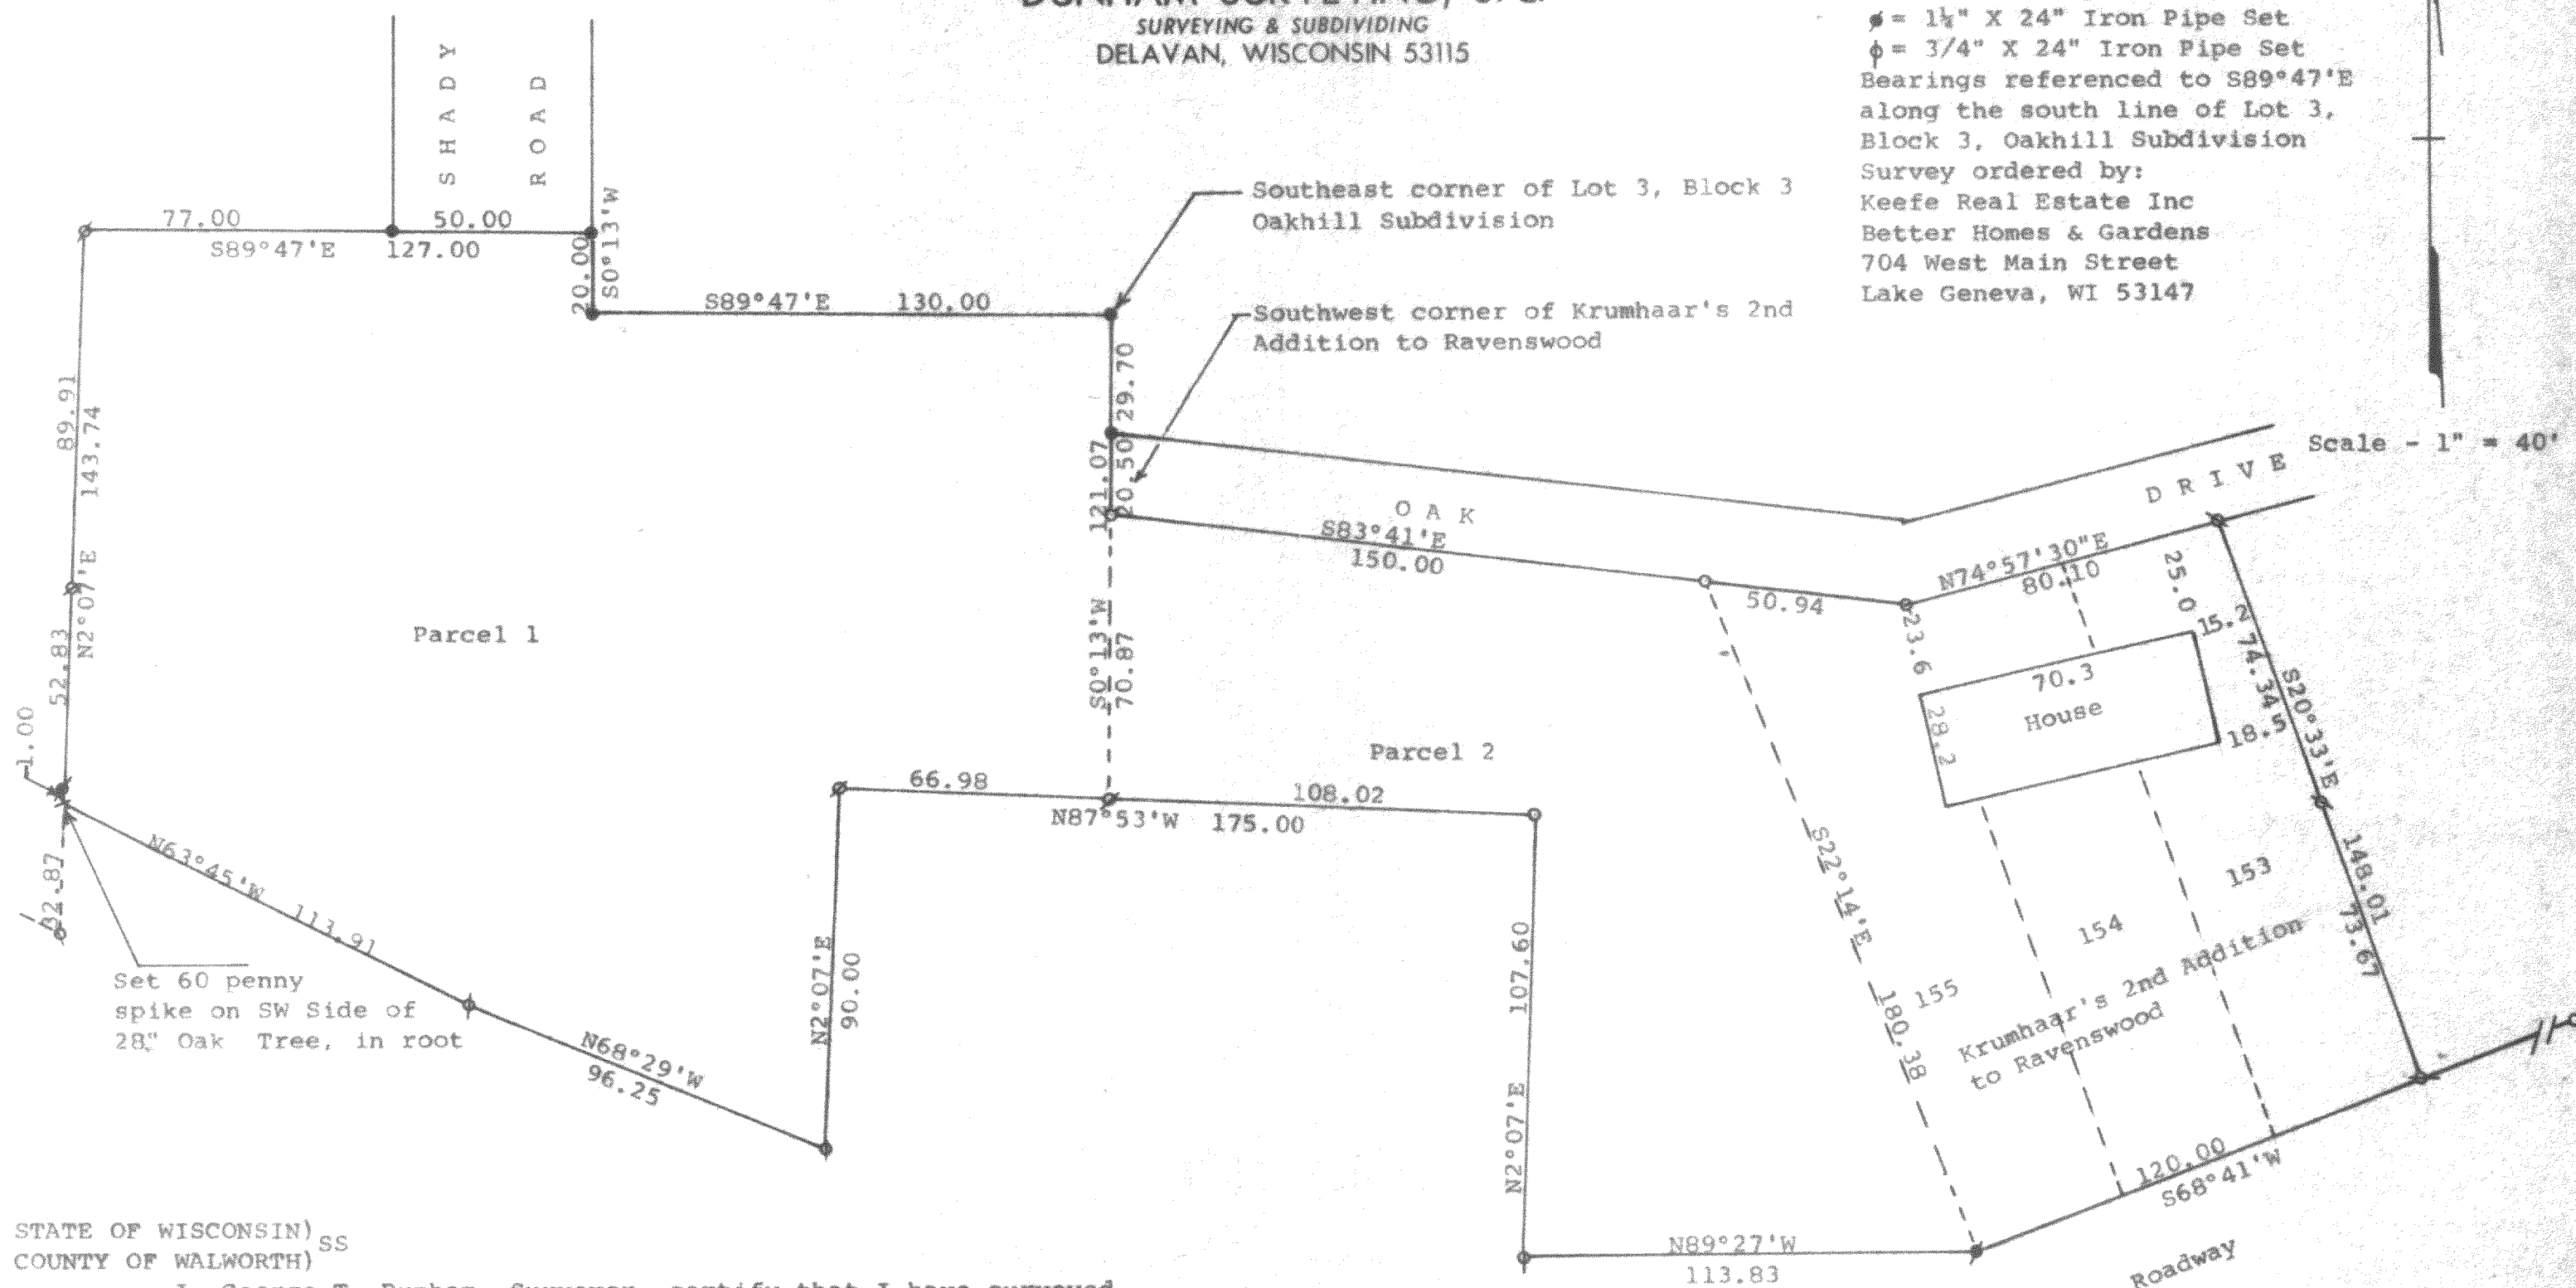 SURVEYING & SUBDIVIDING
DELAVAN, WISCONSIN 53115
= 1¼" X 24" Iron Pipe Set
= 3/4" X 24" Iron Pipe Set
Bearings referenced to S89°47'E
along the south line of Lot 3,
Block 3, Oakhill Subdivision
Survey ordered by:
Keefe Real Estate Inc
Better Homes & Gardens
704 West Main Street
Lake Geneva, WI 53147
Scale - 1" = 40'
SHADY
ROAD
77.00
50.00
S89°47'E 127.00
20.00
S0°13'W
S89°47'E 130.00
Southeast corner of Lot 3, Block 3
Oakhill Subdivision
Southwest corner of Krumhaar's 2nd
Addition to Ravenswood
29.70
20.50
121.07
S0°13'W
70.87
89.91
143.74
N2°07'E
52.83
1.00
32.87
Parcel 1
OAK
DRIVE
S83°41'E
150.00
50.94
N74°57'30"E
80.10
25.0
15.2
23.6
70.3
House
28.2
18.5
74.34
S20°33'E
148.01
73.67
Parcel 2
66.98
108.02
N87°53'W 175.00
N63°45'W 113.91
N68°29'W
96.25
N2°07'E
90.00
107.60
N2°07'E
S22°14'E 180.38
153
154
155
Krumhaar's 2nd Addition
to Ravenswood
120.00
S68°41'W
N89°27'W
113.83
Roadway
Set 60 penny
spike on SW Side of
28" Oak Tree, in root
STATE OF WISCONSIN)
SS
COUNTY OF WALWORTH)